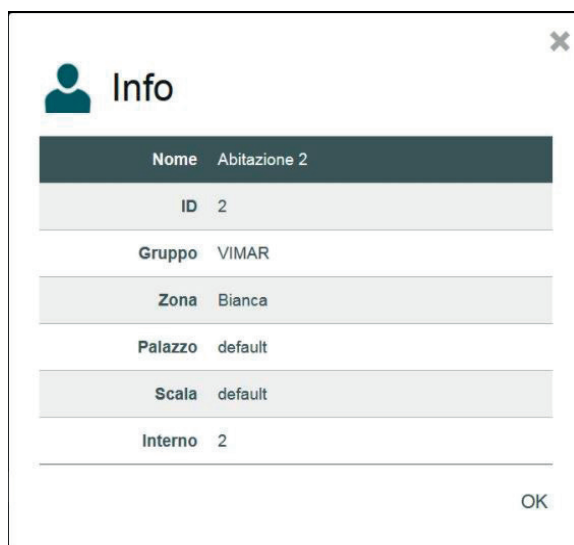 Info
Nome Abitazione 2
ID 2
Gruppo VIMAR
Zona Bianca
Palazzo default
Scala default
Interno 2
OK